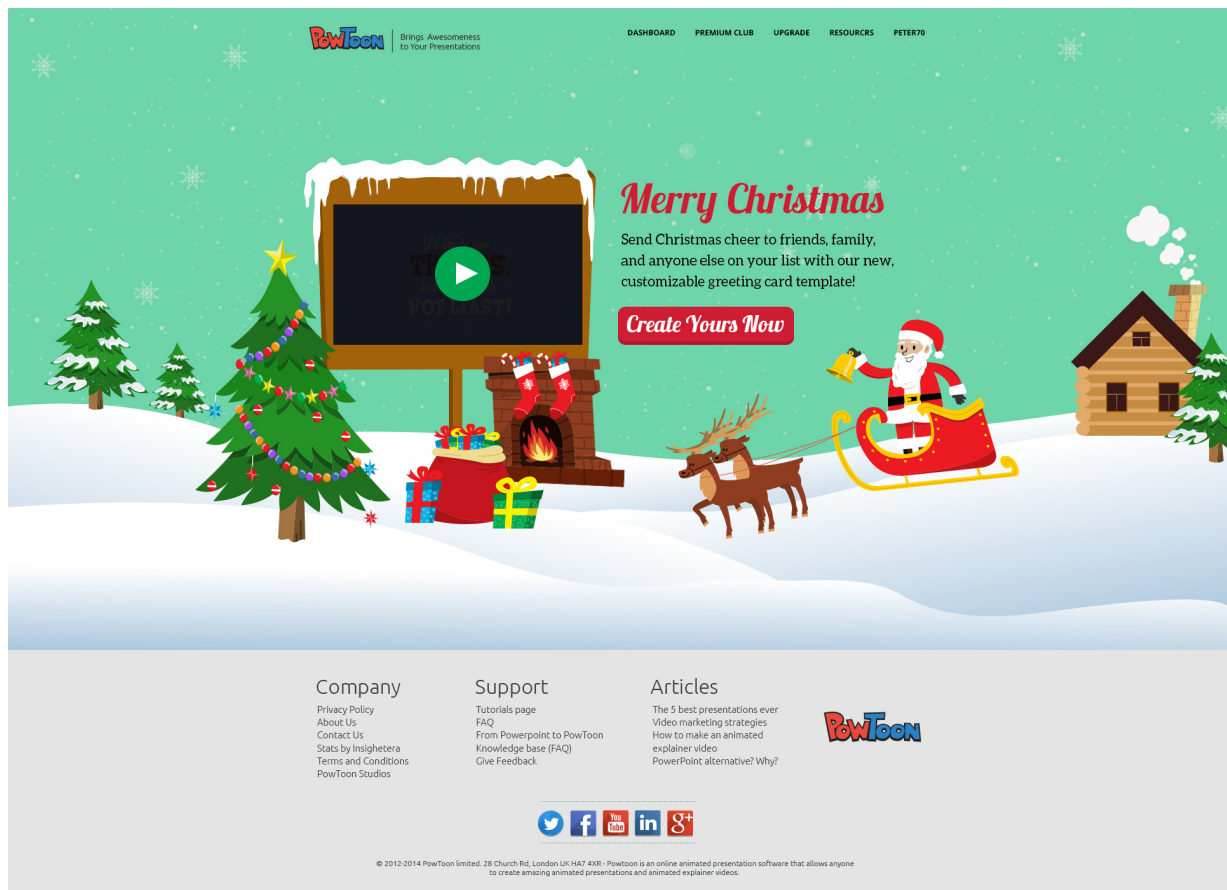 PowToon
Brings Awesomeness
to Your Presentations
DASHBOARD PREMIUM CLUB UPGRADE RESOURCRS PETER70
Merry Christmas
Send Christmas cheer to friends, family,
and anyone else on your list with our new,
customizable greeting card template!
Create Yours Now
NOT LEAST!
Company
Privacy Policy
About Us
Contact Us
Stats by Insighetera
Terms and Conditions
PowToon Studios
Support
Tutorials page
FAQ
From Powerpoint to PowToon
Knowledge base (FAQ)
Give Feedback
Articles
The 5 best presentations ever
Video marketing strategies
How to make an animated
explainer video
PowerPoint alternative? Why?
PowToon
f
You
Tube
in
g+
© 2012-2014 PowToon limited. 28 Church Rd, London UK HA7 4XR - Powtoon is an online animated presentation software that allows anyone
to create amazing animated presentations and animated explainer videos.